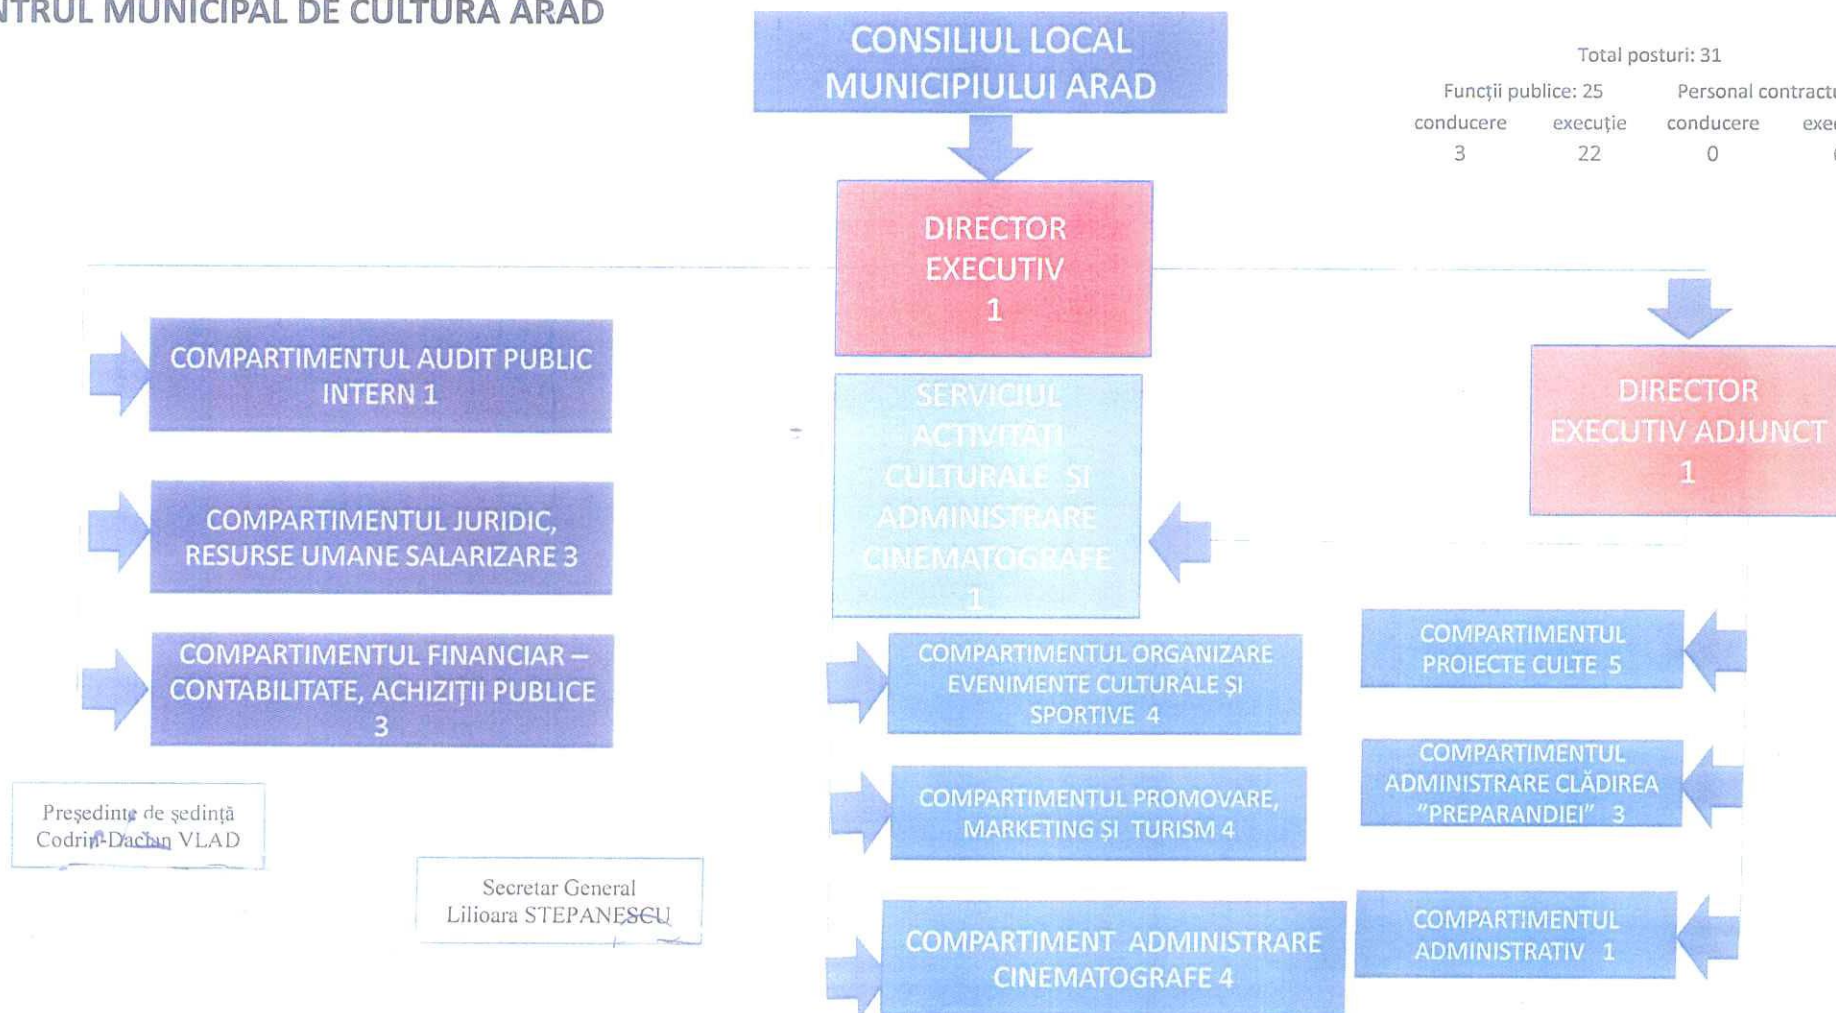 NTRUL MUNICIPAL DE CULTURA ARAD
CONSILIUL LOCAL
MUNICIPIULUI ARAD
Total posturi: 31
Funcții publice: 25 Personal contractu
conducere execuție conducere exec
3 22 0
DIRECTOR
EXECUTIV
1
COMPARTIMENTUL AUDIT PUBLIC
INTERN 1
COMPARTIMENTUL JURIDIC,
RESURSE UMANE SALARIZARE 3
COMPARTIMENTUL FINANCIAR –
CONTABILITATE, ACHIZIȚII PUBLICE
3
SERVICIUL
ACTIVITĂȚI
CULTURALE ȘI
ADMINISTRARE
CINEMATOGRAFE
1
DIRECTOR
EXECUTIV ADJUNCT
1
COMPARTIMENTUL ORGANIZARE
EVENIMENTE CULTURALE ȘI
SPORTIVE 4
COMPARTIMENTUL PROMOVARE,
MARKETING ȘI TURISM 4
COMPARTIMENT ADMINISTRARE
CINEMATOGRAFE 4
COMPARTIMENTUL
PROIECTE CULTE 5
COMPARTIMENTUL
ADMINISTRARE CLĂDIREA
"PREPARANDIEI" 3
COMPARTIMENTUL
ADMINISTRATIV 1
Președinte de ședință
Codrin-Dacian VLAD
Secretar General
Lilioara STEPANESCU